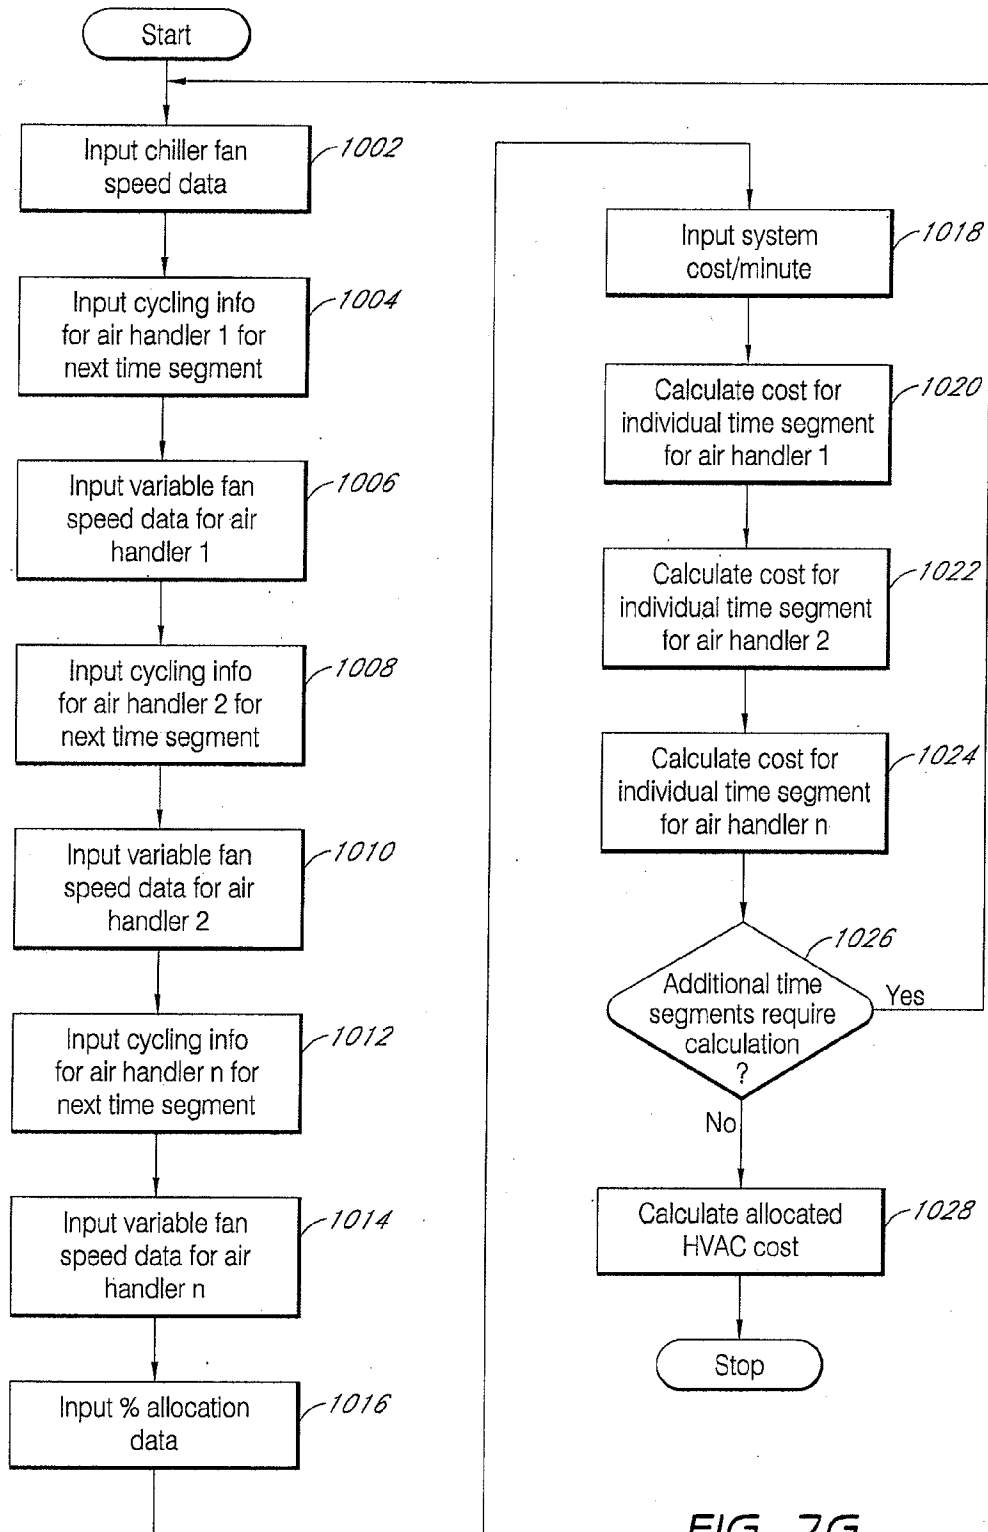 Start
Input chiller fan
speed data
1002
Input cycling info
for air handler 1 for
next time segment
1004
Input variable fan
speed data for air
handler 1
1006
Input cycling info
for air handler 2 for
next time segment
1008
Input variable fan
speed data for air
handler 2
1010
Input cycling info
for air handler n for
next time segment
1012
Input variable fan
speed data for air
handler n
1014
Input % allocation
data
1016
Input system
cost/minute
1018
Calculate cost for
individual time segment
for air handler 1
1020
Calculate cost for
individual time segment
for air handler 2
1022
Calculate cost for
individual time segment
for air handler n
1024
Additional time
segments require
calculation
?
1026
Yes
No
Calculate allocated
HVAC cost
1028
Stop
FIG. 7G